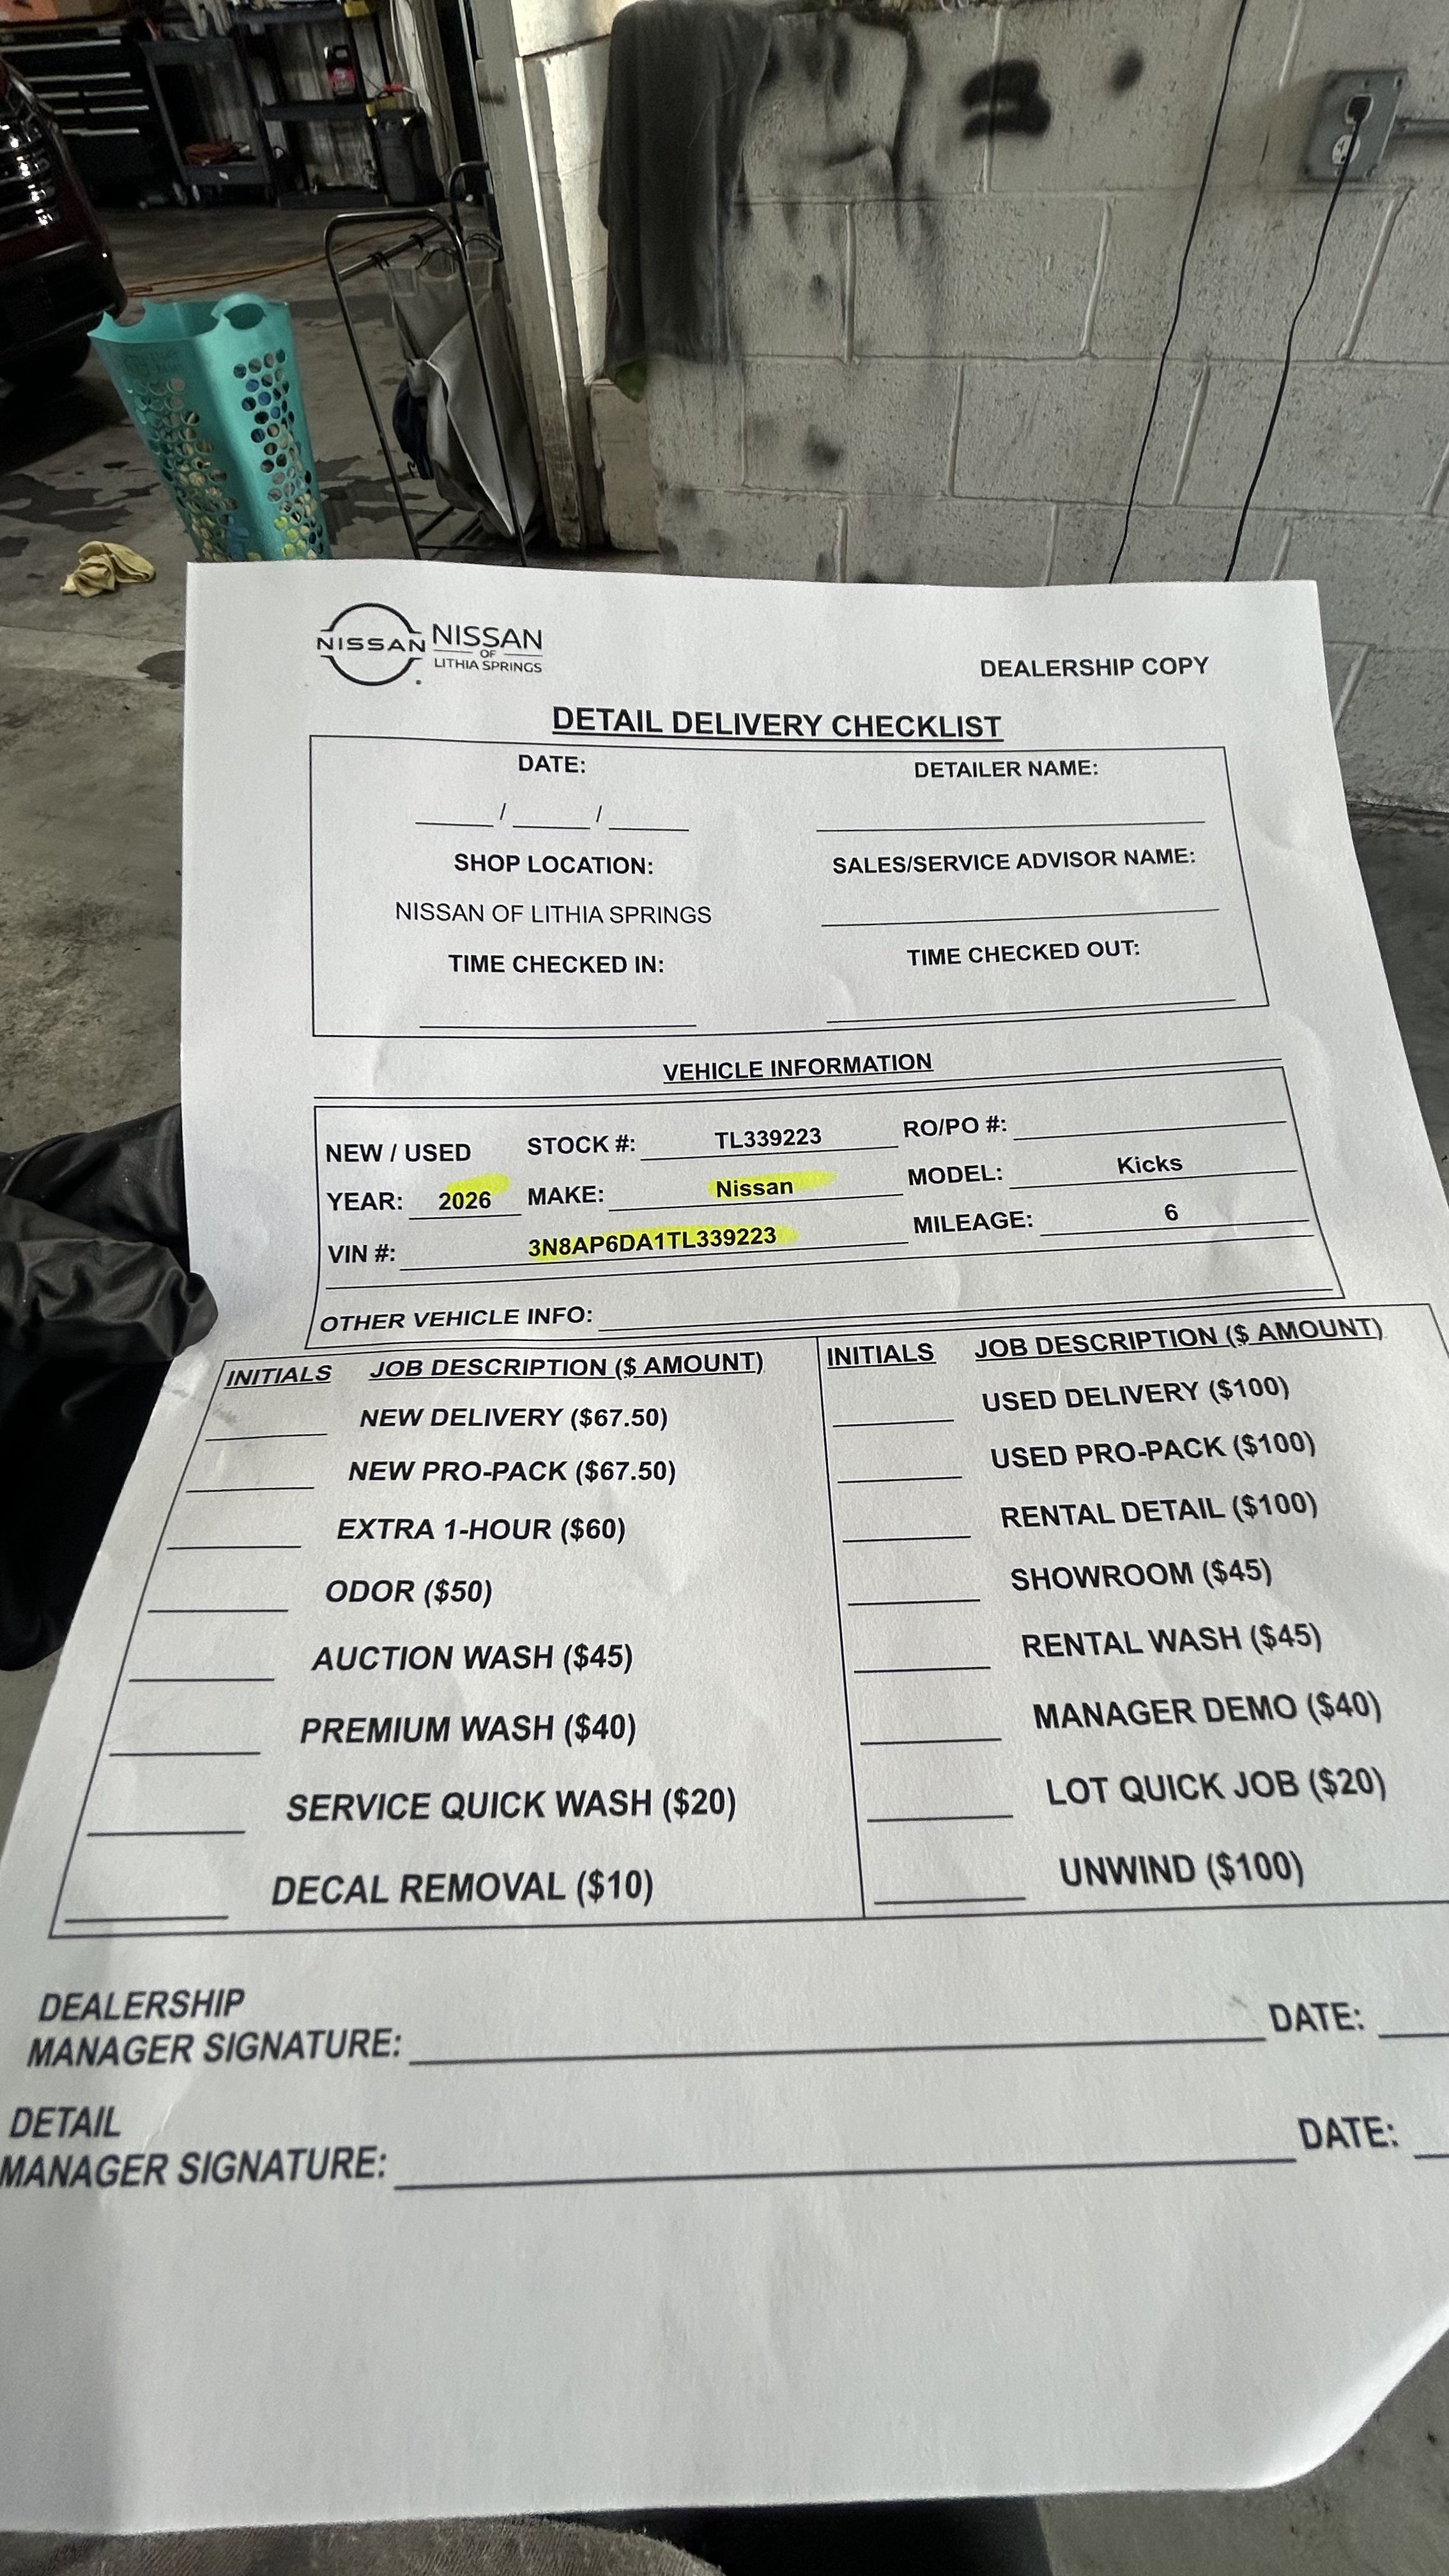 NISSAN NISSAN
OF
LITHIA SPRINGS
DEALERSHIP COPY
DETAIL DELIVERY CHECKLIST
DATE: DETAILER NAME:
/ /
SHOP LOCATION: SALES/SERVICE ADVISOR NAME:
NISSAN OF LITHIA SPRINGS
TIME CHECKED IN: TIME CHECKED OUT:
VEHICLE INFORMATION
NEW / USED STOCK #: TL339223 RO/PO #:
YEAR: 2026 MAKE: Nissan MODEL: Kicks
VIN #: 3N8AP6DA1TL339223 MILEAGE: 6
OTHER VEHICLE INFO:
INITIALS JOB DESCRIPTION ($ AMOUNT) INITIALS JOB DESCRIPTION ($ AMOUNT)
NEW DELIVERY ($67.50) USED DELIVERY ($100)
NEW PRO-PACK ($67.50) USED PRO-PACK ($100)
EXTRA 1-HOUR ($60) RENTAL DETAIL ($100)
ODOR ($50) SHOWROOM ($45)
AUCTION WASH ($45) RENTAL WASH ($45)
PREMIUM WASH ($40) MANAGER DEMO ($40)
SERVICE QUICK WASH ($20) LOT QUICK JOB ($20)
DECAL REMOVAL ($10) UNWIND ($100)
DEALERSHIP
MANAGER SIGNATURE: DATE:
DETAIL
MANAGER SIGNATURE: DATE: